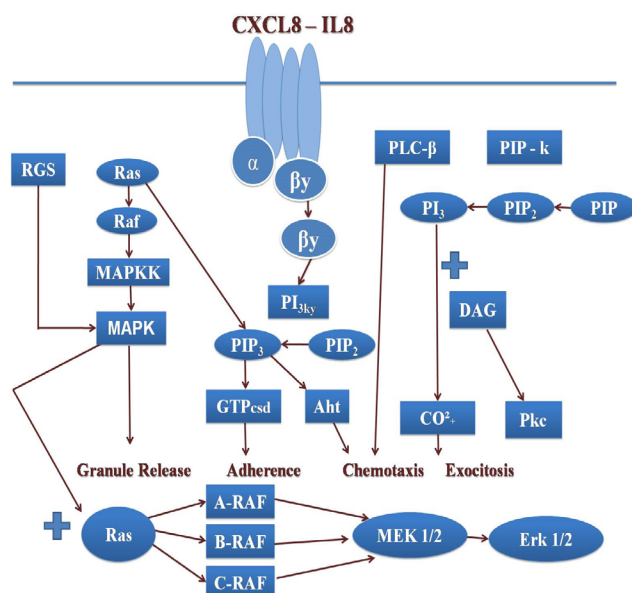 CXCL8 – IL8
α
βy
PLC-β
PIP - k
RGS
Ras
Raf
βy
PI3
PIP2
PIP
MAPKK
PI3ky
DAG
MAPK
PIP3
PIP2
GTPcsd
Aht
CO²+
Pkc
Granule Release
Adherence
Chemotaxis
Exocitosis
A-RAF
Ras
B-RAF
MEK 1/2
Erk 1/2
C-RAF